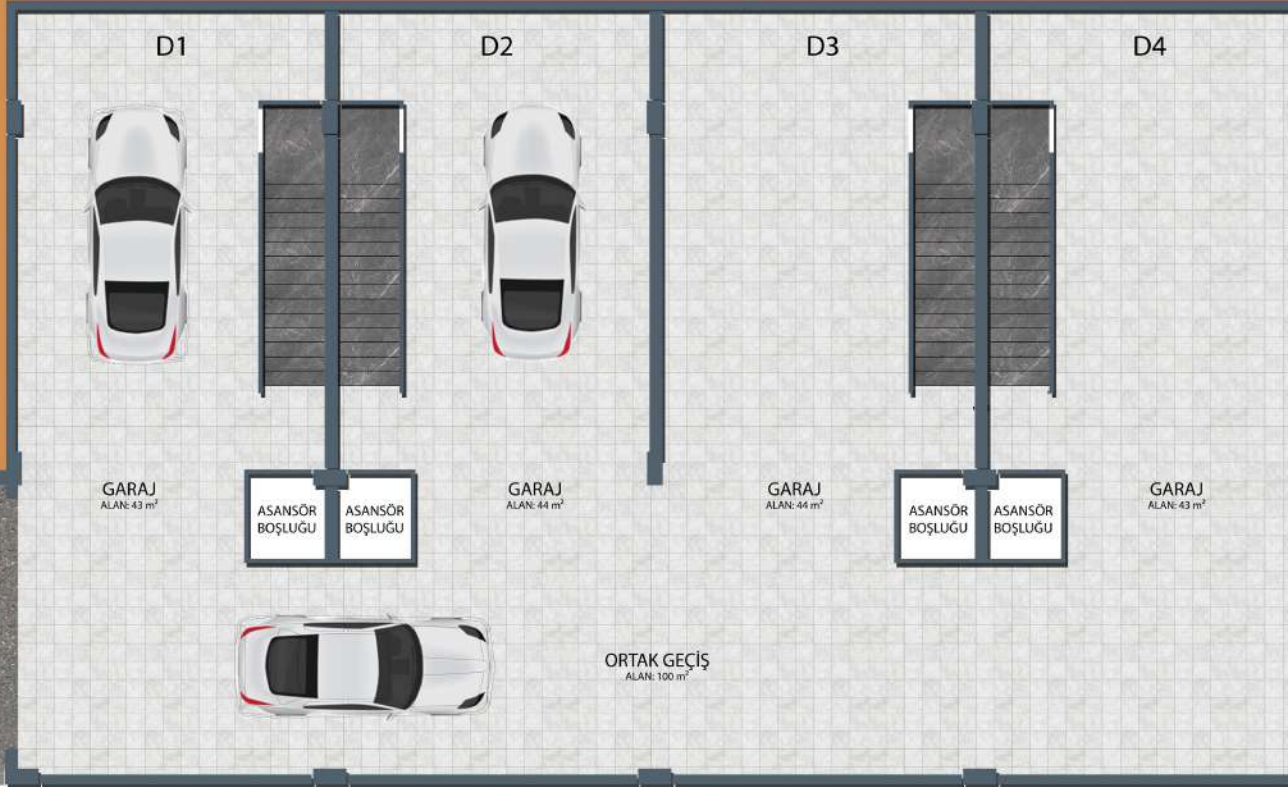 D1
D2
D3
D4
GARAJ
ALAN: 43 m²
ASANSÖR
BOŞLUĞU
ASANSÖR
BOŞLUĞU
GARAJ
ALAN: 44 m²
GARAJ
ALAN: 44 m²
ASANSÖR
BOŞLUĞU
ASANSÖR
BOŞLUĞU
GARAJ
ALAN: 43 m²
ORTAK GEÇİŞ
ALAN: 100 m²